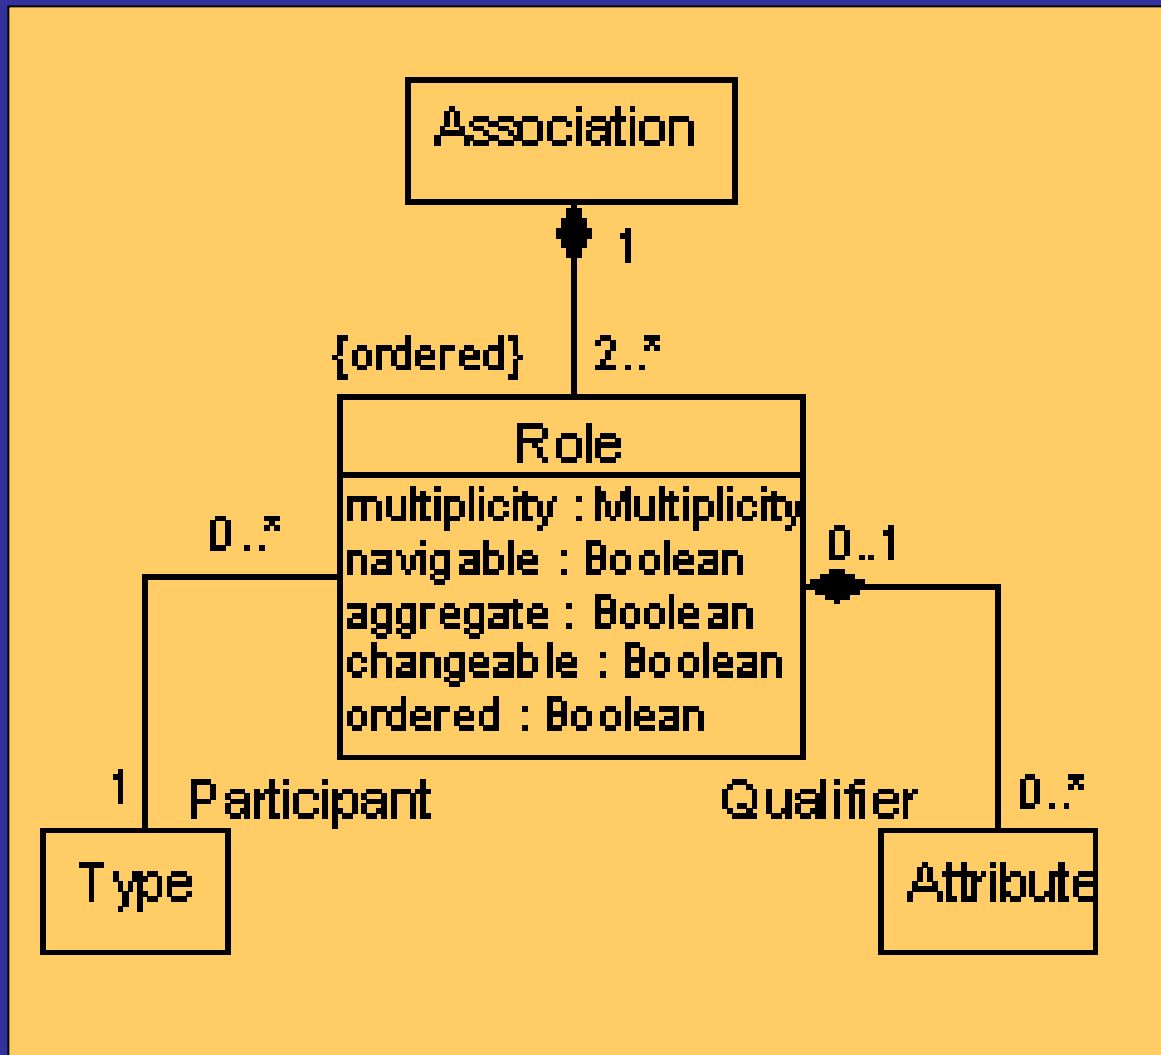 Association
1
{ordered} 2..*
Role
multiplicity : Multiplicity
navigable : Boolean
aggregate : Boolean
changeable : Boolean
ordered : Boolean
0..*
0..1
1 Participant
Qualifier 0..*
Type
Attribute